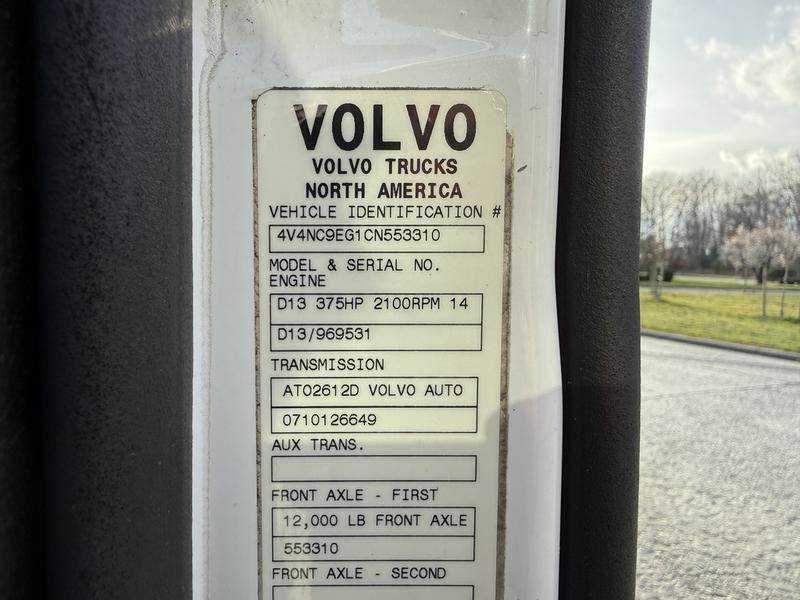 VOLVO
VOLVO TRUCKS
NORTH AMERICA
VEHICLE IDENTIFICATION #
4V4NC9EG1CN553310
MODEL & SERIAL NO.
ENGINE
D13 375HP 2100RPM 14
D13/969531
TRANSMISSION
ATO2612D VOLVO AUTO
0710126649
AUX TRANS.
FRONT AXLE - FIRST
12,000 LB FRONT AXLE
553310
FRONT AXLE - SECOND